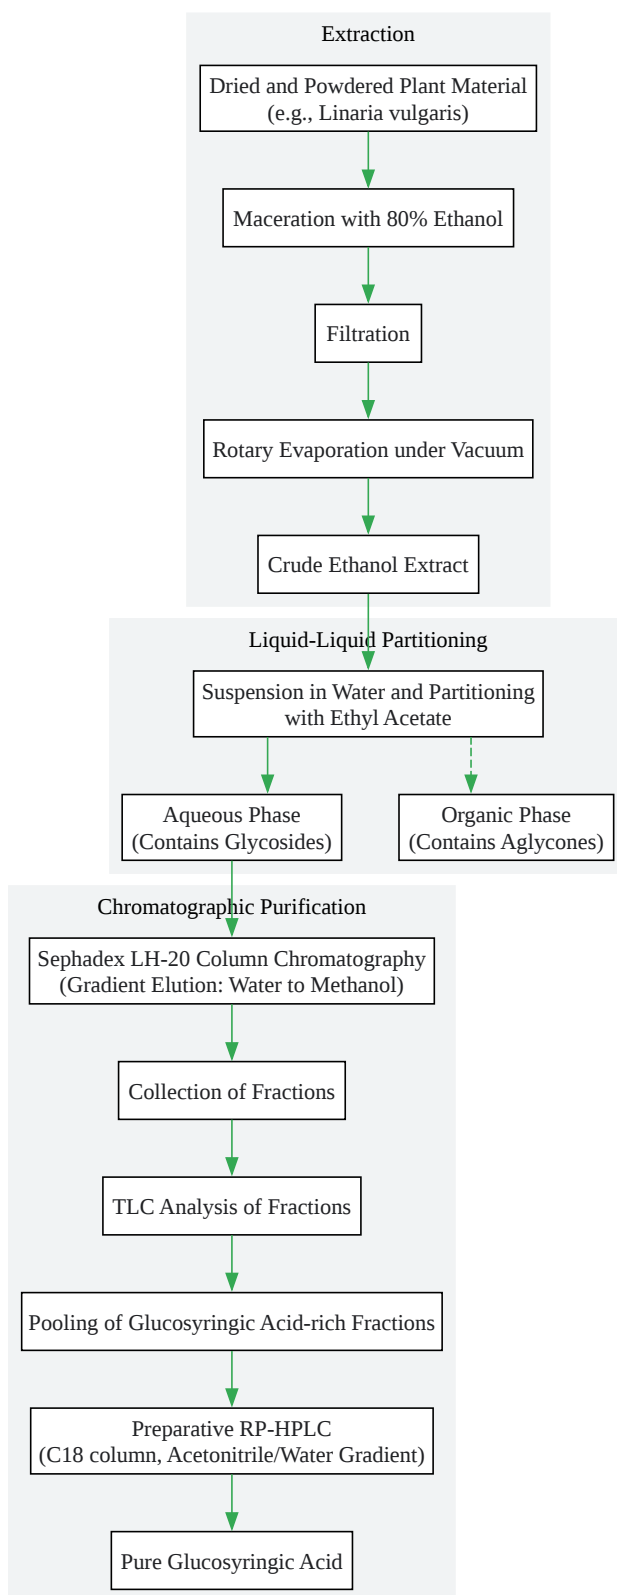 Extraction
Dried and Powdered Plant Material
(e.g., Linaria vulgaris)
Maceration with 80% Ethanol
Filtration
Rotary Evaporation under Vacuum
Crude Ethanol Extract
Liquid-Liquid Partitioning
Suspension in Water and Partitioning
with Ethyl Acetate
Aqueous Phase
(Contains Glycosides)
Organic Phase
(Contains Aglycones)
Chromatographic Purification
Sephadex LH-20 Column Chromatography
(Gradient Elution: Water to Methanol)
Collection of Fractions
TLC Analysis of Fractions
Pooling of Glucosyringic Acid-rich Fractions
Preparative RP-HPLC
(C18 column, Acetonitrile/Water Gradient)
Pure Glucosyringic Acid